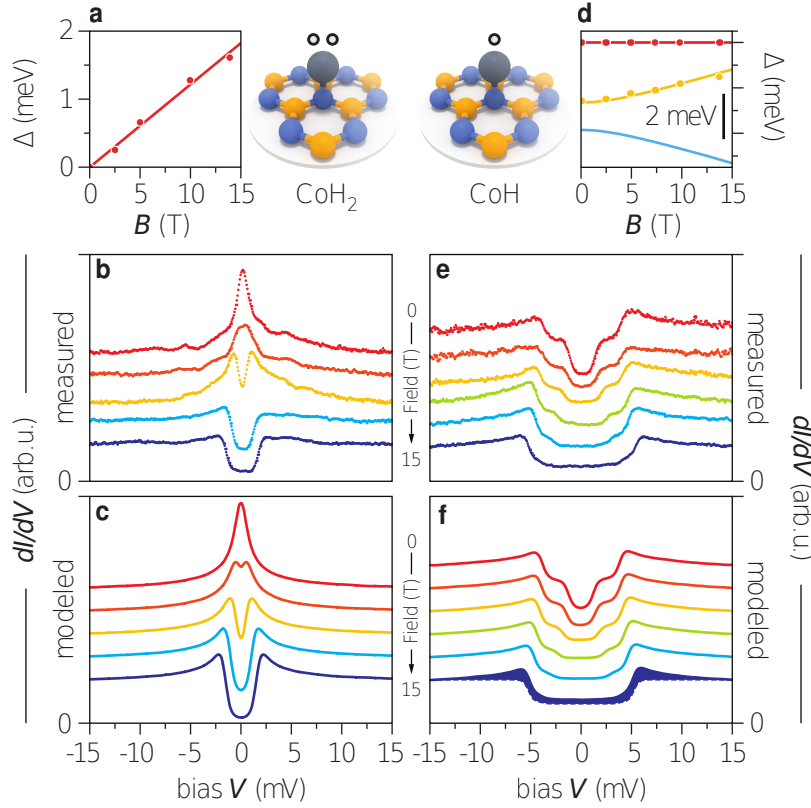 a
2
1
0
Δ (meV)
0 5 10 15
B (T)
CoH2
CoH
d
Δ (meV)
2 meV
0 5 10 15
B (T)
b
measured
0
dI/dV (arb.u.)
c
modeled
0
-15 -10 -5 0 5 10 15
bias V (mV)
0
Field (T)
15
0
Field (T)
15
e
measured
0
dI/dV (arb.u.)
f
modeled
0
-15 -10 -5 0 5 10 15
bias V (mV)